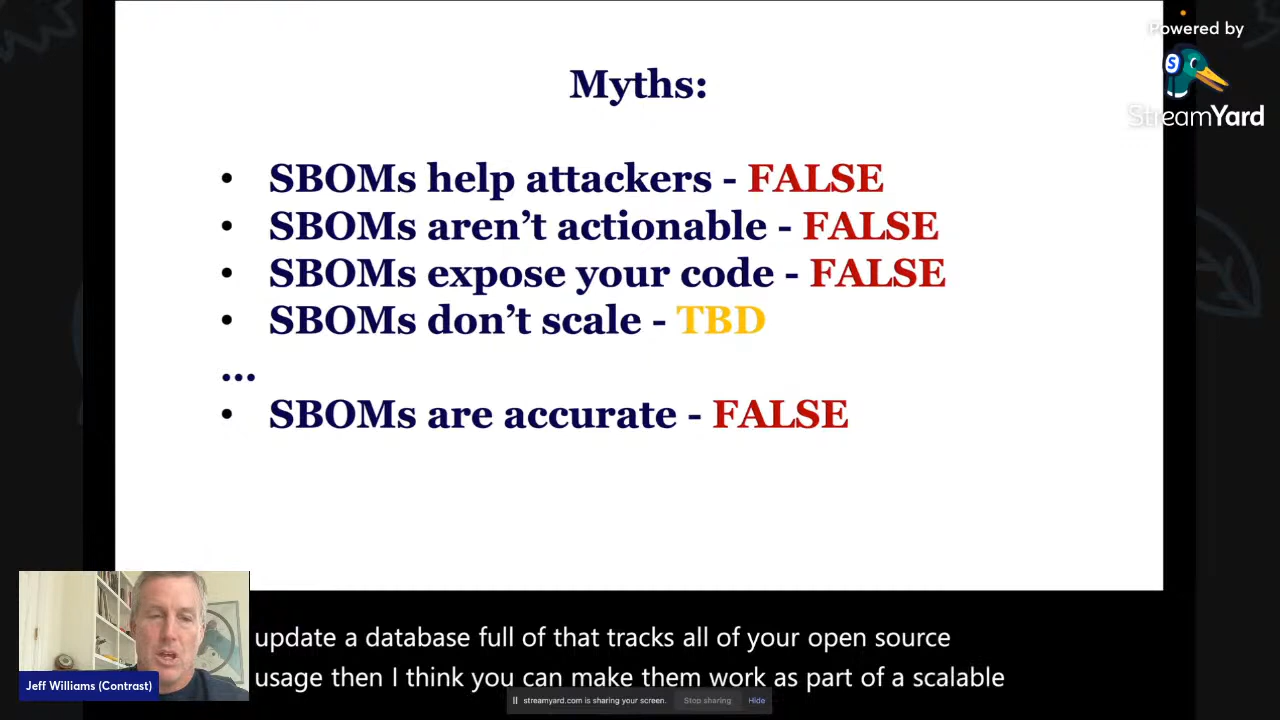 Powered by
S
StreamYard
Myths:
• SBOMs help attackers - FALSE
• SBOMs aren’t actionable - FALSE
• SBOMs expose your code - FALSE
• SBOMs don’t scale - TBD
...
• SBOMs are accurate - FALSE
update a database full of that tracks all of your open source
usage then I think you can make them work as part of a scalable
Jeff Williams (Contrast)
streamyard.com is sharing your screen. Stop sharing Hide